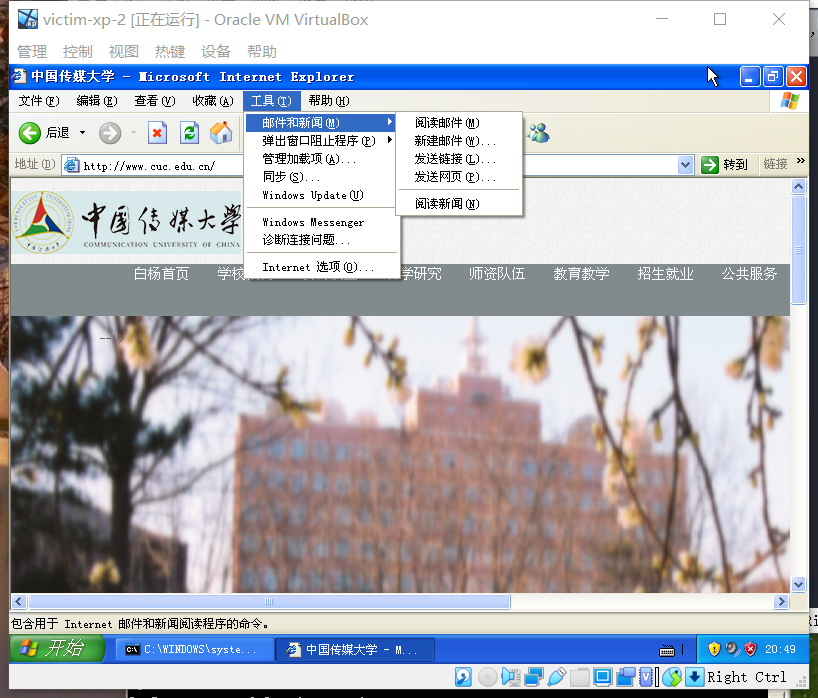 victim-xp-2 [正在运行] - Oracle VM VirtualBox
管理 控制 视图 热键 设备 帮助
中国传媒大学 - Microsoft Internet Explorer
文件(F) 编辑(E) 查看(V) 收藏(A) 工具(T) 帮助(H)
后退
地址(D) http://www.cuc.edu.cn/ 转到 链接 »
邮件和新闻(M)
弹出窗口阻止程序(P)
管理加载项(A)...
同步(S)...
Windows Update(U)
Windows Messenger
诊断连接问题...
Internet 选项(O)...
阅读邮件(M)
新建邮件(W)...
发送链接(L)...
发送网页(P)...
阅读新闻(N)
中國傳媒大學
COMMUNICATION UNIVERSITY OF CHINA
白杨首页 学校 学研究 师资队伍 教育教学 招生就业 公共服务
包含用于 Internet 邮件和新闻阅读程序的命令。
开始 C:\WINDOWS\syste... 中国传媒大学 - M... 20:49
Right Ctrl